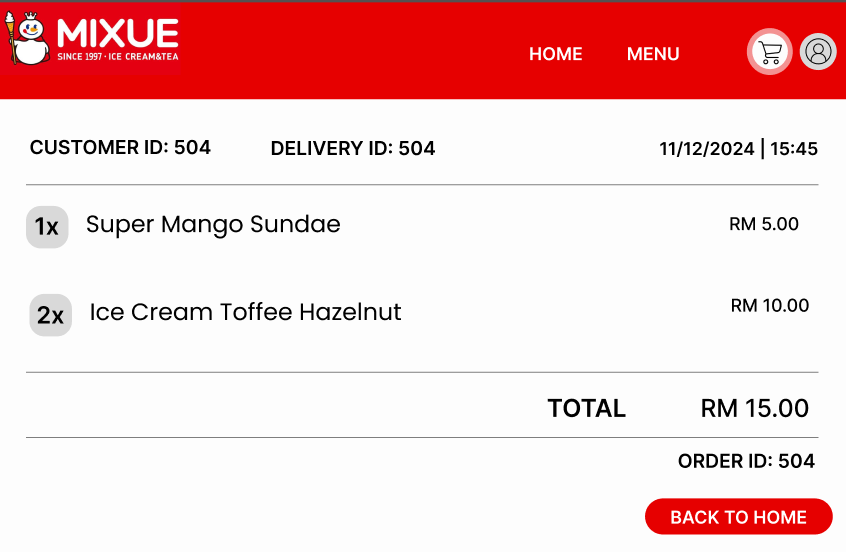 MIXUE
SINCE 1997 · ICE CREAM&TEA
HOME MENU
CUSTOMER ID: 504 DELIVERY ID: 504 11/12/2024 | 15:45
1x Super Mango Sundae RM 5.00
2x Ice Cream Toffee Hazelnut RM 10.00
TOTAL RM 15.00
ORDER ID: 504
BACK TO HOME